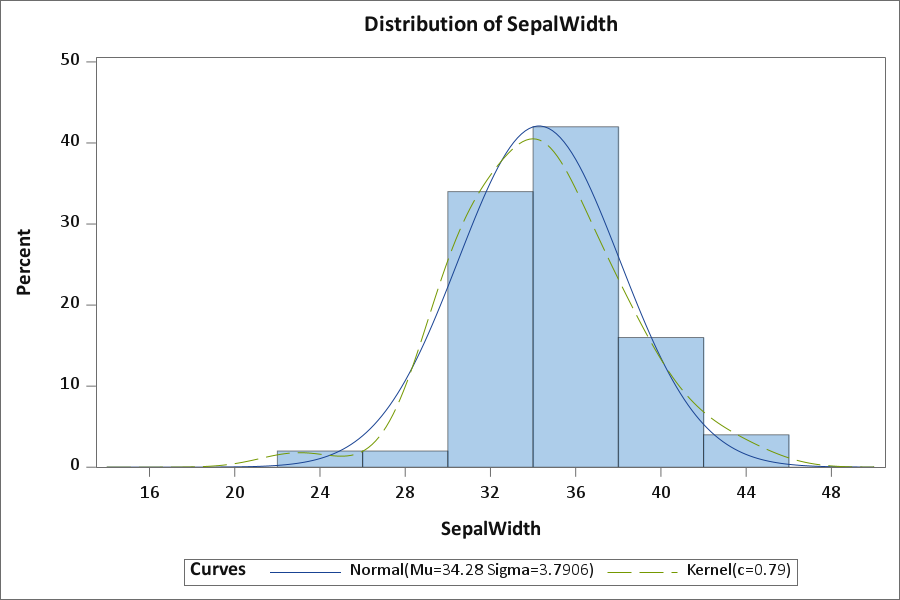 Distribution of SepalWidth
50
40
30
20
10
0
Percent
16 20 24 28 32 36 40 44 48
SepalWidth
Curves Normal(Mu=34.28 Sigma=3.7906) Kernel(c=0.79)